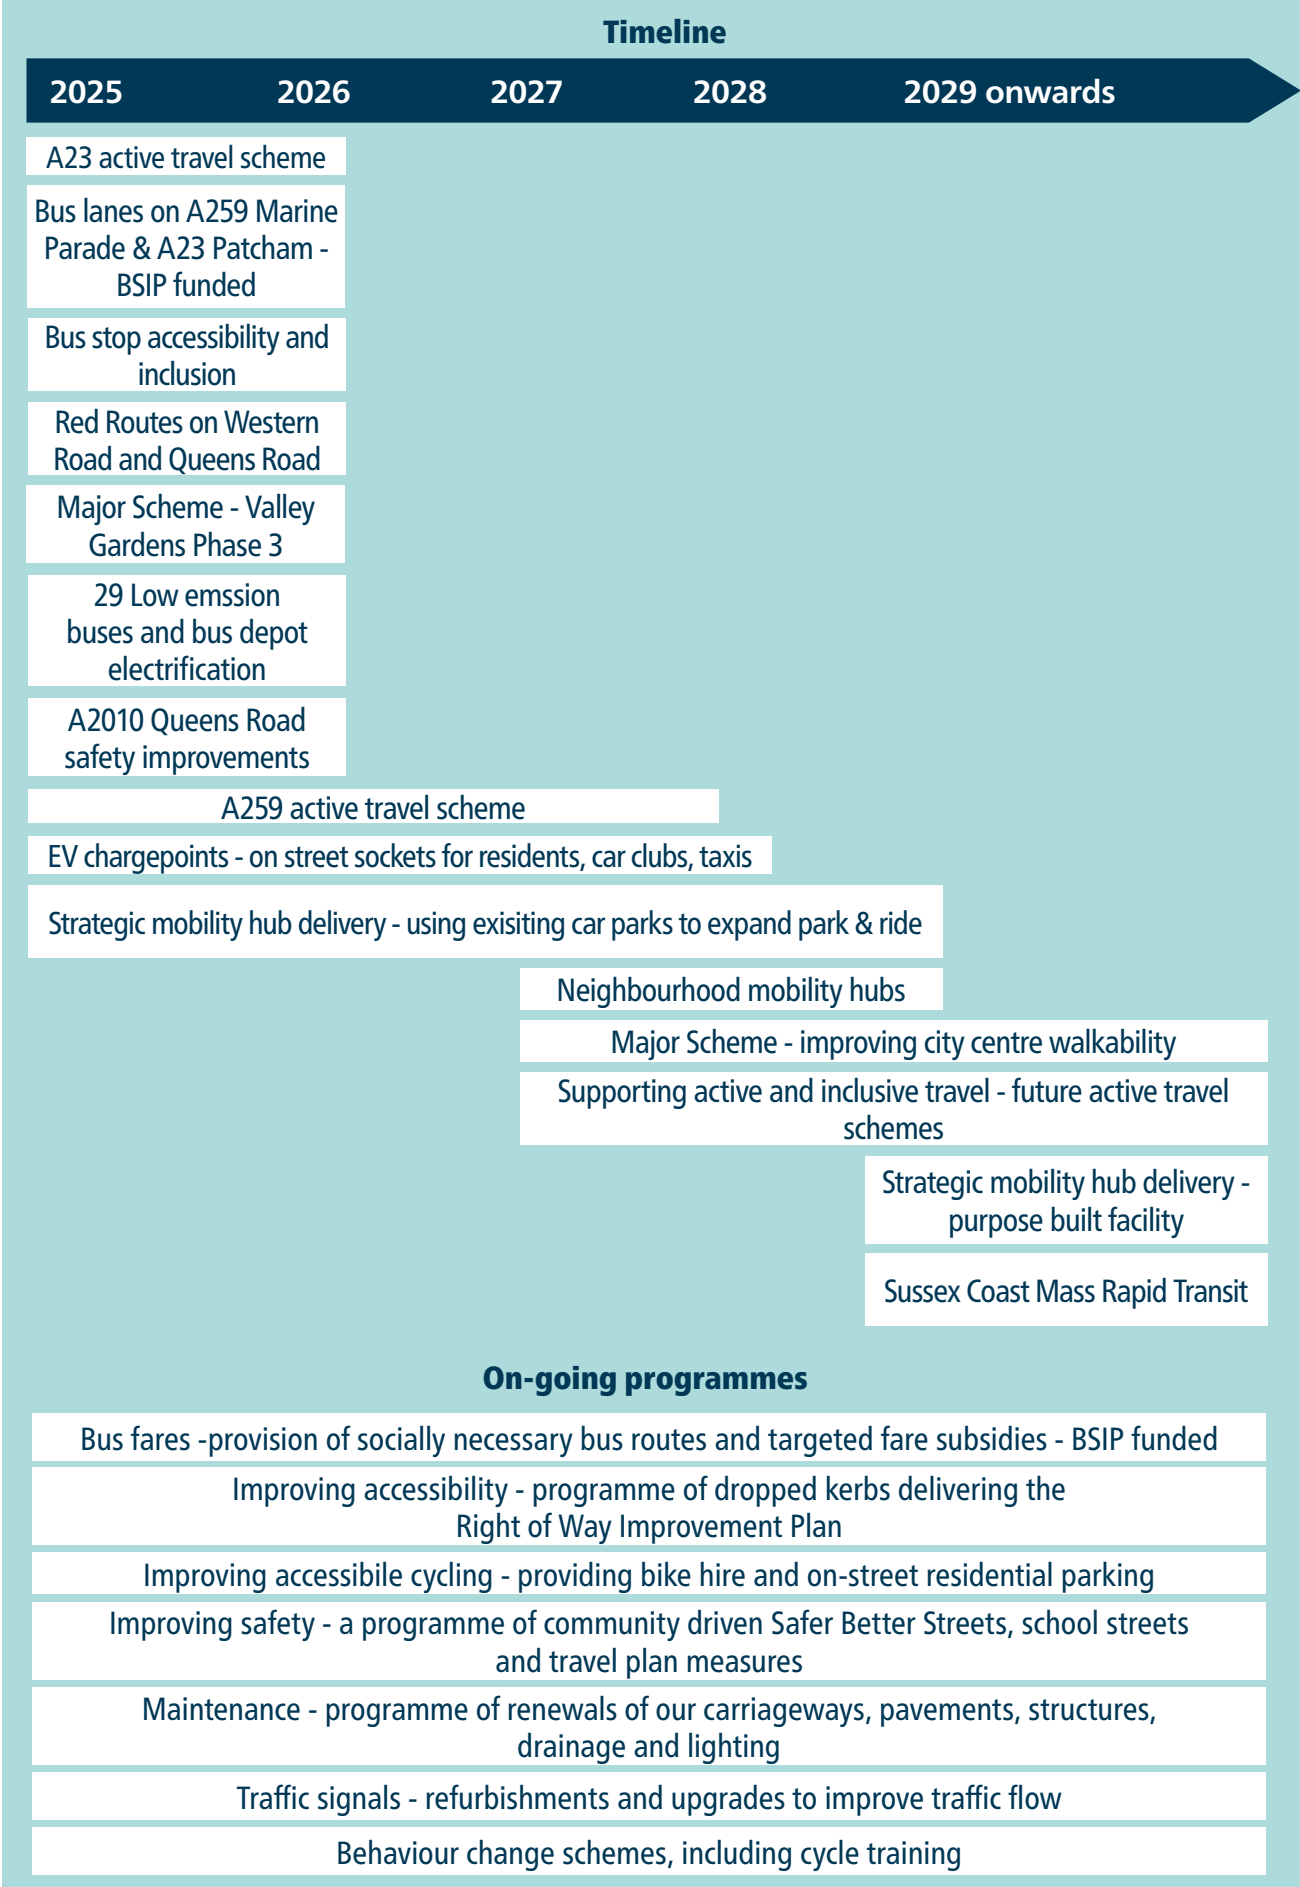 Timeline
2025 2026 2027 2028 2029 onwards
A23 active travel scheme
Bus lanes on A259 Marine
Parade & A23 Patcham -
BSIP funded
Bus stop accessibility and
inclusion
Red Routes on Western
Road and Queens Road
Major Scheme - Valley
Gardens Phase 3
29 Low emssion
buses and bus depot
electrification
A2010 Queens Road
safety improvements
A259 active travel scheme
EV chargepoints - on street sockets for residents, car clubs, taxis
Strategic mobility hub delivery - using exisiting car parks to expand park & ride
Neighbourhood mobility hubs
Major Scheme - improving city centre walkability
Supporting active and inclusive travel - future active travel
schemes
Strategic mobility hub delivery -
purpose built facility
Sussex Coast Mass Rapid Transit
On-going programmes
Bus fares -provision of socially necessary bus routes and targeted fare subsidies - BSIP funded
Improving accessibility - programme of dropped kerbs delivering the
Right of Way Improvement Plan
Improving accessibile cycling - providing bike hire and on-street residential parking
Improving safety - a programme of community driven Safer Better Streets, school streets
and travel plan measures
Maintenance - programme of renewals of our carriageways, pavements, structures,
drainage and lighting
Traffic signals - refurbishments and upgrades to improve traffic flow
Behaviour change schemes, including cycle training